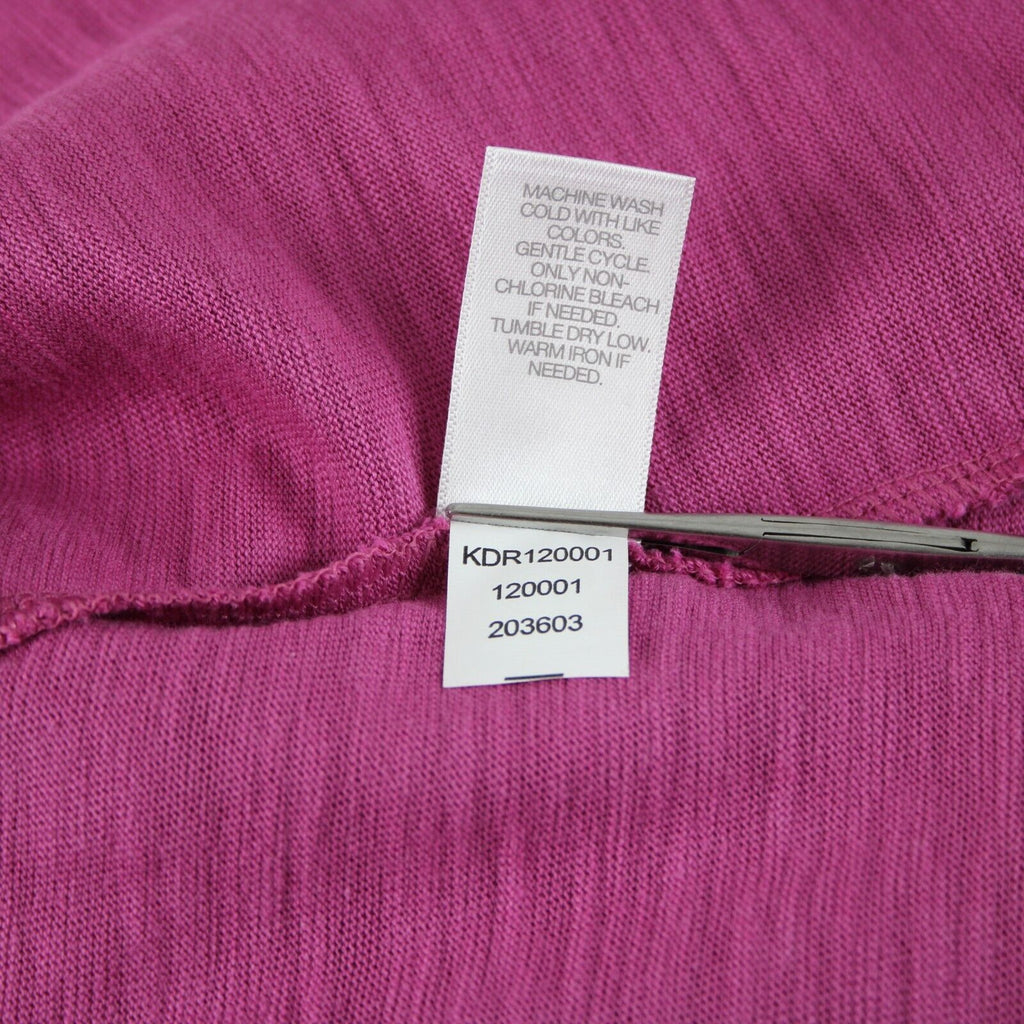 MACHINE WASH
COLD WITH LIKE
COLORS.
GENTLE CYCLE.
ONLY NON-
CHLORINE BLEACH
IF NEEDED.
TUMBLE DRY LOW.
WARM IRON IF
NEEDED.
KDR120001
120001
203603